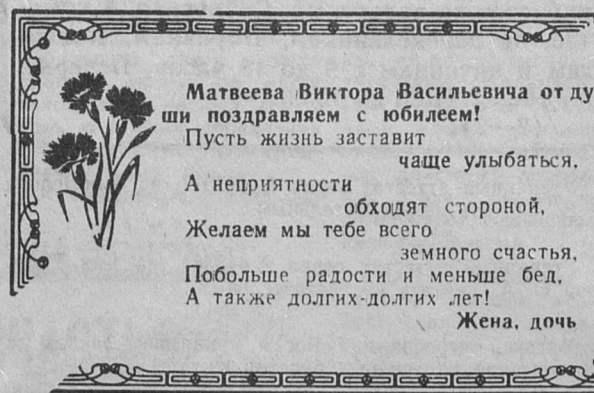 Матвеева Виктора Васильевича от ду
ши поздравляем с юбилеем!
Пусть жизнь заставит
чаще улыбаться,
А неприятности
обходят стороной,
Желаем мы тебе всего
земного счастья,
Побольше радости и меньше бед,
А также долгих-долгих лет!
Жена, дочь